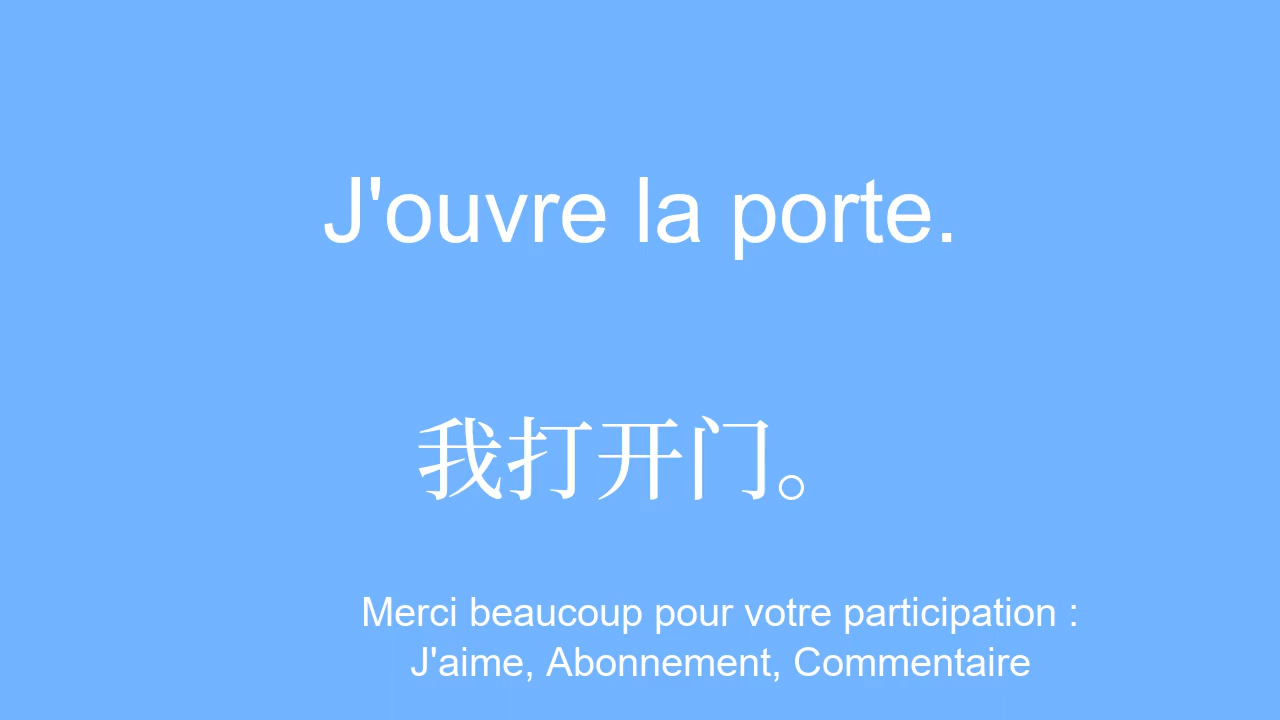 J'ouvre la porte.
我打开门。
Merci beaucoup pour votre participation :
J'aime, Abonnement, Commentaire